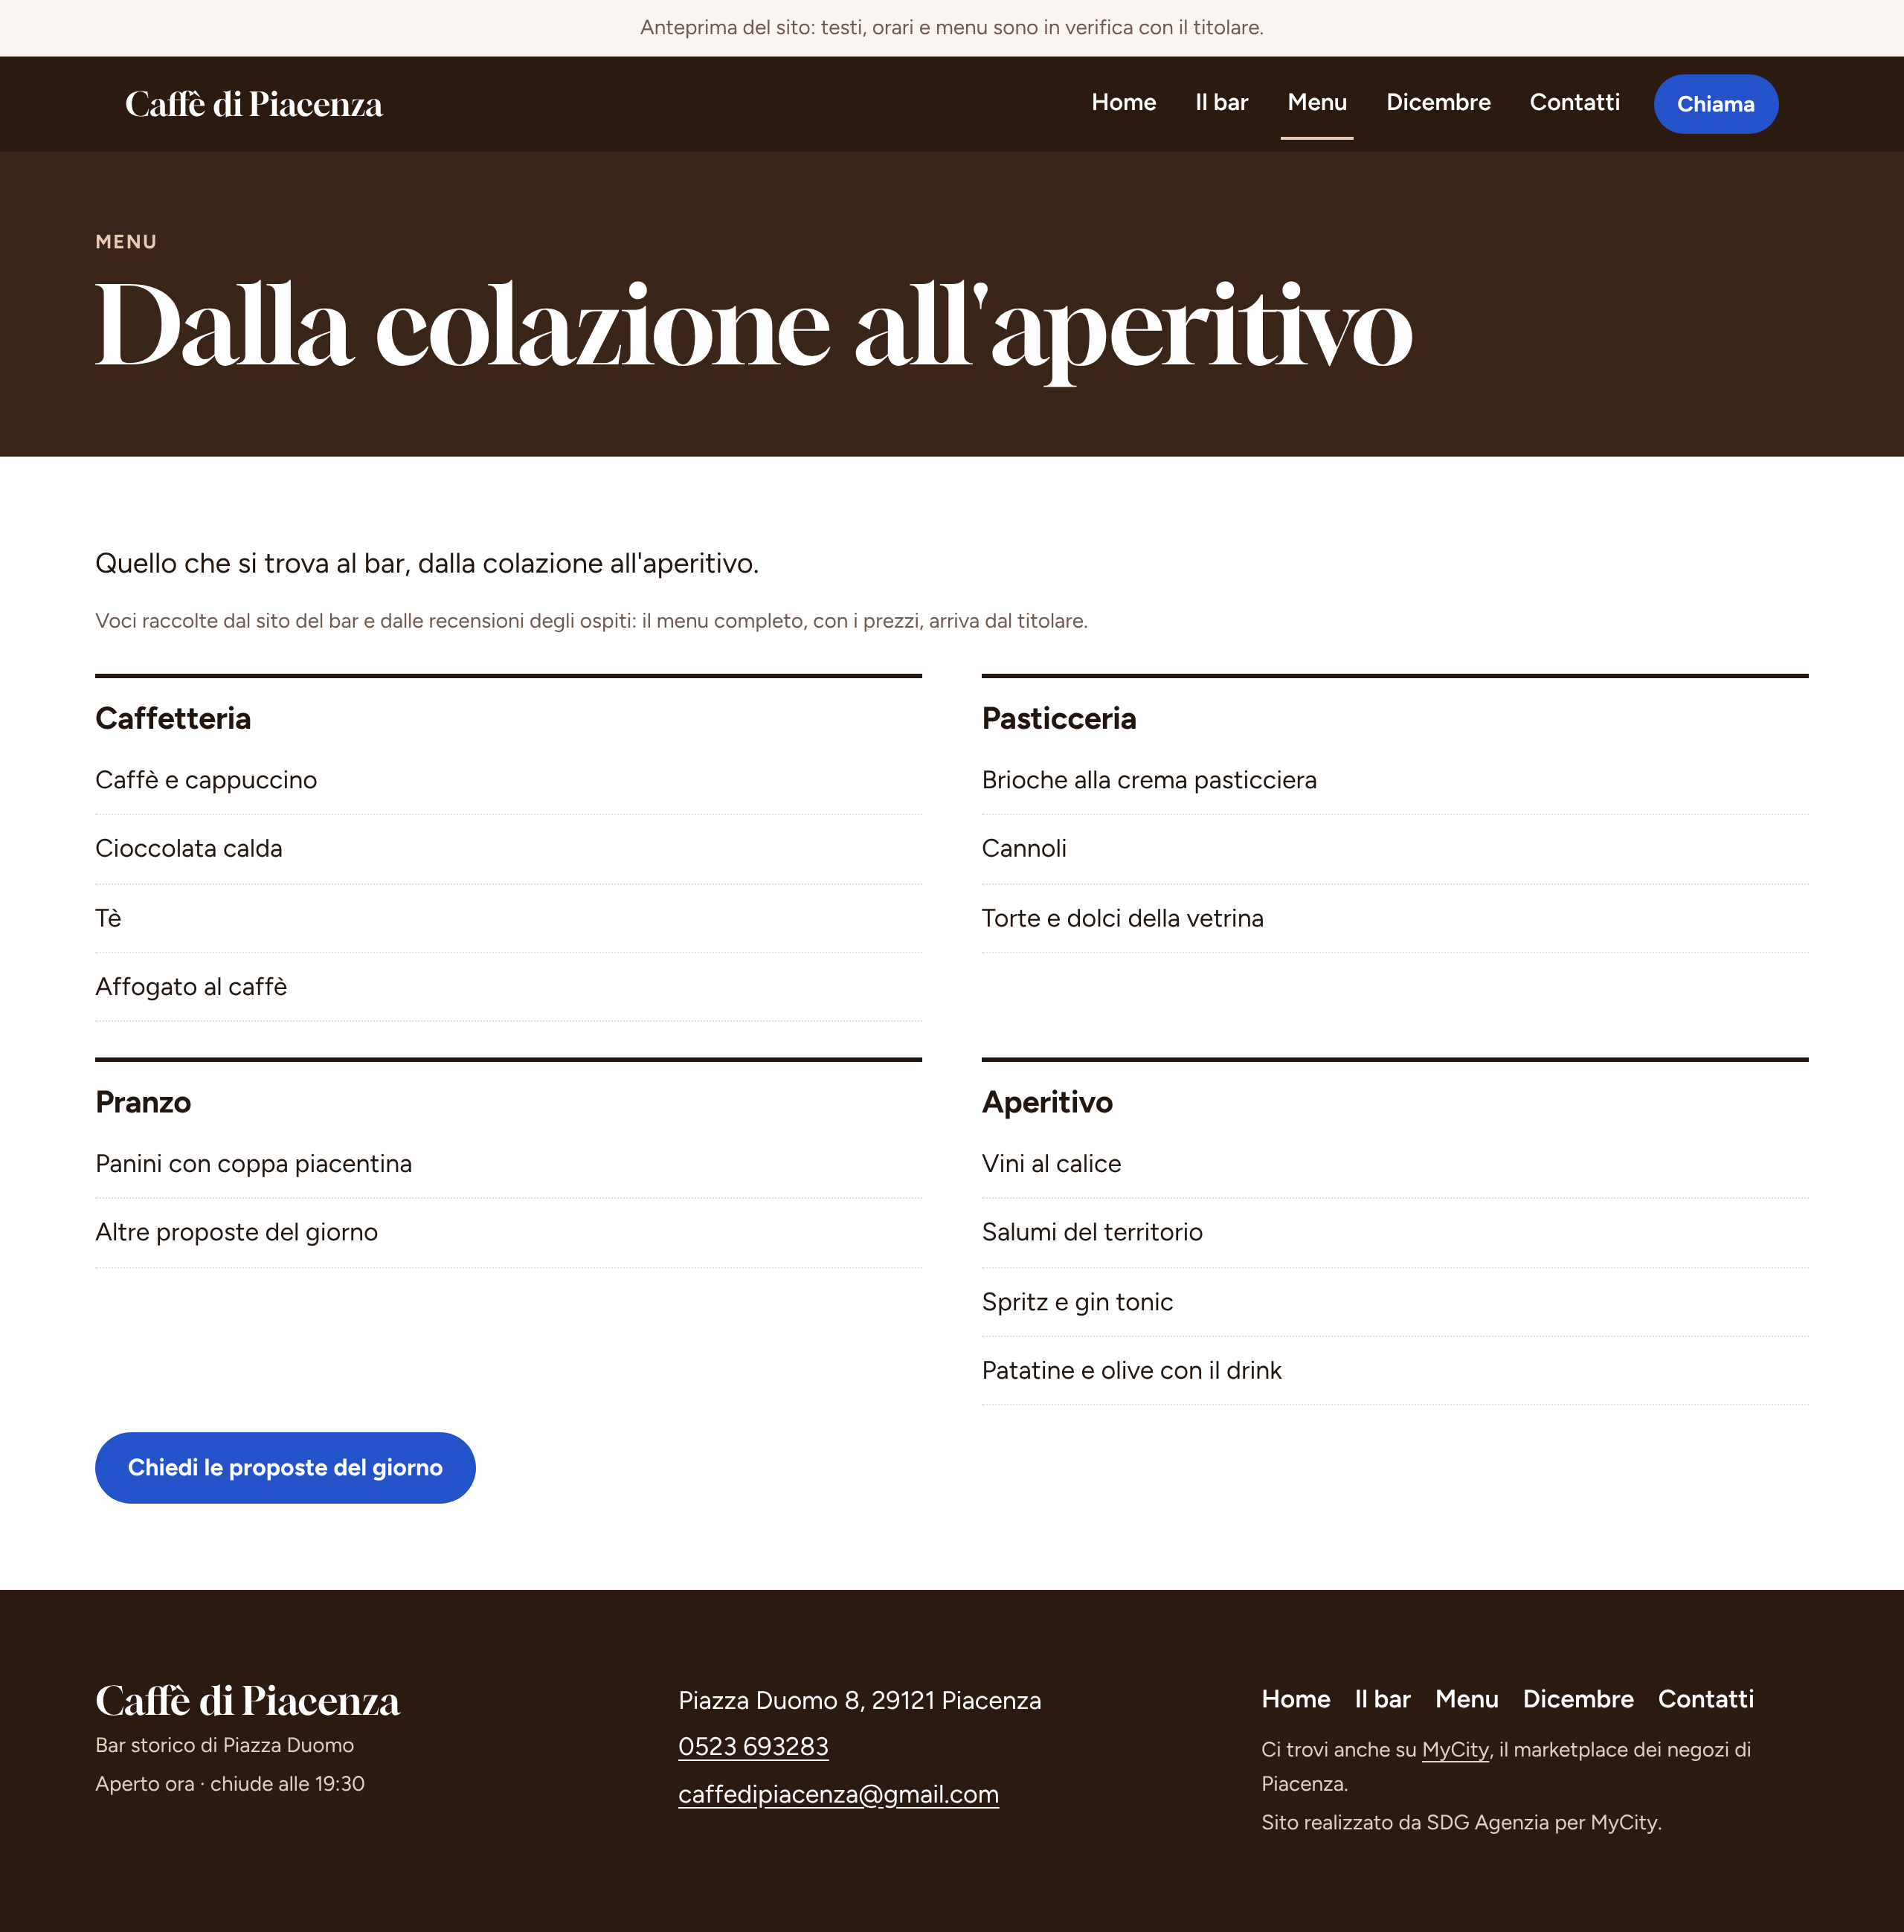 Anteprima del sito: testi, orari e menu sono in verifica con il titolare.
Caffè di Piacenza
Home Il bar Menu Dicembre Contatti Chiama
MENU
Dalla colazione all'aperitivo
Quello che si trova al bar, dalla colazione all'aperitivo.
Voci raccolte dal sito del bar e dalle recensioni degli ospiti: il menu completo, con i prezzi, arriva dal titolare.
Caffetteria
Caffè e cappuccino
Cioccolata calda
Tè
Affogato al caffè
Pasticceria
Brioche alla crema pasticciera
Cannoli
Torte e dolci della vetrina
Pranzo
Panini con coppa piacentina
Altre proposte del giorno
Aperitivo
Vini al calice
Salumi del territorio
Spritz e gin tonic
Patatine e olive con il drink
Chiedi le proposte del giorno
Caffè di Piacenza
Bar storico di Piazza Duomo
Aperto ora · chiude alle 19:30
Piazza Duomo 8, 29121 Piacenza
0523 693283
caffedipiacenza@gmail.com
Home Il bar Menu Dicembre Contatti
Ci trovi anche su MyCity, il marketplace dei negozi di
Piacenza.
Sito realizzato da SDG Agenzia per MyCity.